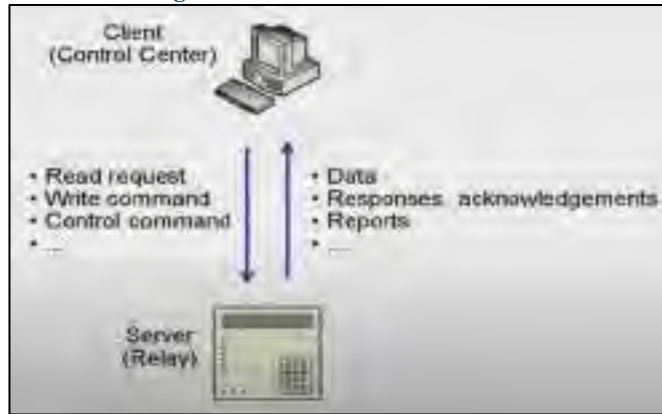 Client
(Control Center)
• Read request
• Write command
• Control command
• ...
• Data
• Responses, acknowledgements
• Reports
• ...
Server
(Relay)